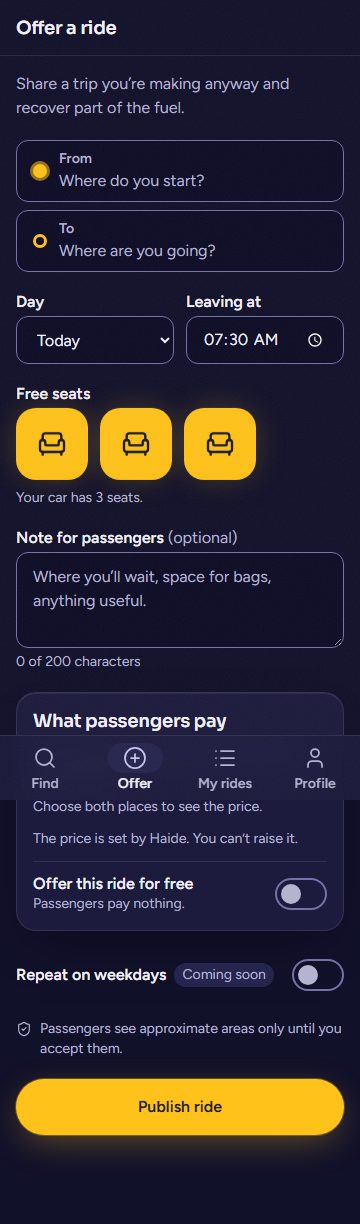 Offer a ride
Share a trip you’re making anyway and
recover part of the fuel.
From
Where do you start?
To
Where are you going?
Day
Leaving at
Today
07:30 AM
Free seats
Your car has 3 seats.
Note for passengers (optional)
Where you’ll wait, space for bags,
anything useful.
0 of 200 characters
What passengers pay
Find
Offer
My rides
Profile
Choose both places to see the price.
The price is set by Haide. You can’t raise it.
Offer this ride for free
Passengers pay nothing.
Repeat on weekdays
Coming soon
Passengers see approximate areas only until you
accept them.
Publish ride